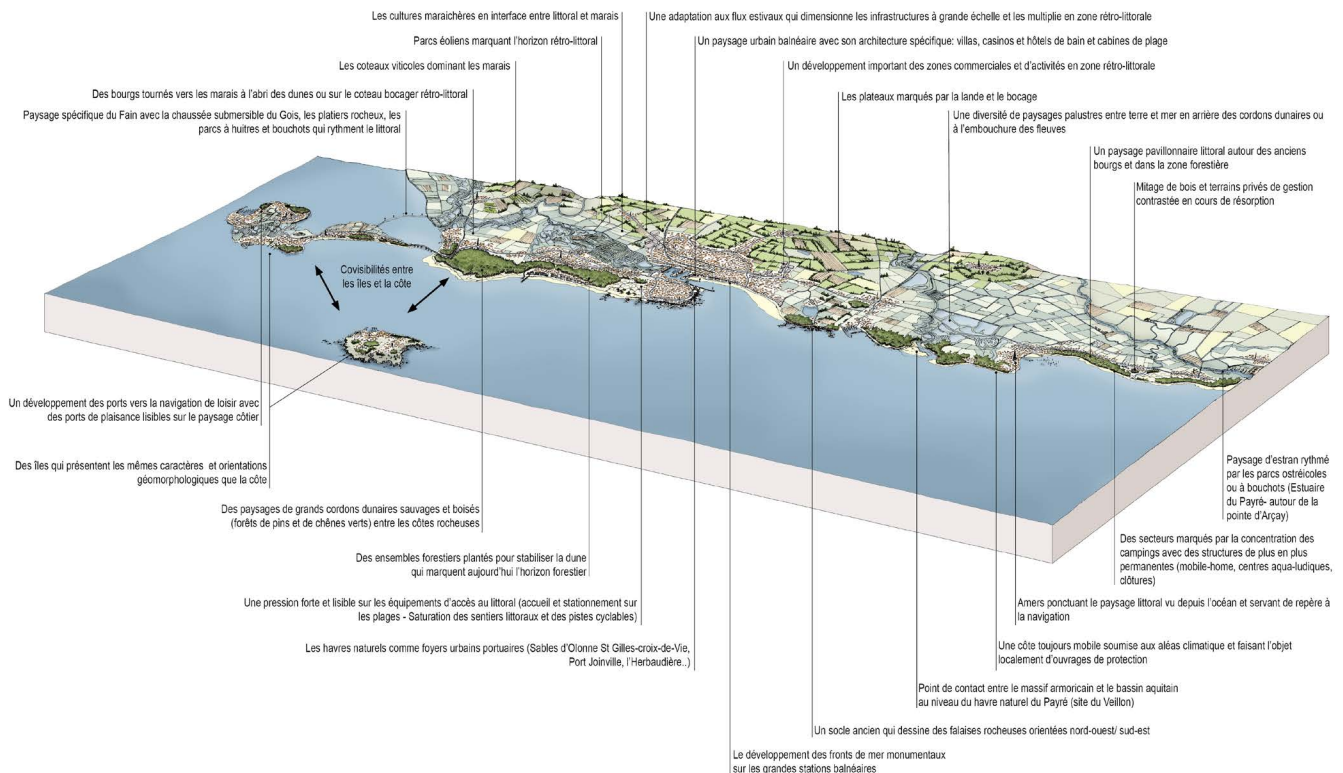 Les cultures maraichères en interface entre littoral et marais
Une adaptation aux flux estivaux qui dimensionne les infrastructures à grande échelle et les multiplie en zone rétro-littorale
Parcs éoliens marquant l'horizon rétro-littoral
Un paysage urbain balnéaire avec son architecture spécifique: villas, casinos et hôtels de bain et cabines de plage
Les coteaux viticoles dominant les marais
Un développement important des zones commerciales et d'activités en zone rétro-littorale
Des bourgs tournés vers les marais à l'abri des dunes ou sur le coteau bocager rétro-littoral
Les plateaux marqués par la lande et le bocage
Paysage spécifique du Fain avec la chaussée submersible du Gois, les platiers rocheux, les
parcs à huitres et bouchots qui rythment le littoral
Une diversité de paysages palustres entre terre et mer en arrière des cordons dunaires ou
à l'embouchure des fleuves
Un paysage pavillonnaire littoral autour des anciens
bourgs et dans la zone forestière
Mitage de bois et terrains privés de gestion
contrastée en cours de résorption
Covisibilités entre
les îles et la côte
Un développement des ports vers la navigation de loisir avec
des ports de plaisance lisibles sur le paysage côtier
Des îles qui présentent les mêmes caractères et orientations
géomorphologiques que la côte
Des paysages de grands cordons dunaires sauvages et boisés
(forêts de pins et de chênes verts) entre les côtes rocheuses
Des ensembles forestiers plantés pour stabiliser la dune
qui marquent aujourd'hui l'horizon forestier
Une pression forte et lisible sur les équipements d'accès au littoral (accueil et stationnement sur
les plages - Saturation des sentiers littoraux et des pistes cyclables)
Les havres naturels comme foyers urbains portuaires (Sables d'Olonne St Gilles-croix-de-Vie,
Port Joinville, l'Herbaudière..)
Paysage d'estran rythmé
par les parcs ostréicoles
ou à bouchots (Estuaire
du Payré- autour de la
pointe d'Arçay)
Des secteurs marqués par la concentration des
campings avec des structures de plus en plus
permanentes (mobile-home, centres aqua-ludiques,
clôtures)
Amers ponctuant le paysage littoral vu depuis l'océan et servant de repère à
la navigation
Une côte toujours mobile soumise aux aléas climatique et faisant l'objet
localement d'ouvrages de protection
Point de contact entre le massif armoricain et le bassin aquitain
au niveau du havre naturel du Payré (site du Veillon)
Un socle ancien qui dessine des falaises rocheuses orientées nord-ouest/ sud-est
Le développement des fronts de mer monumentaux
sur les grandes stations balnéaires